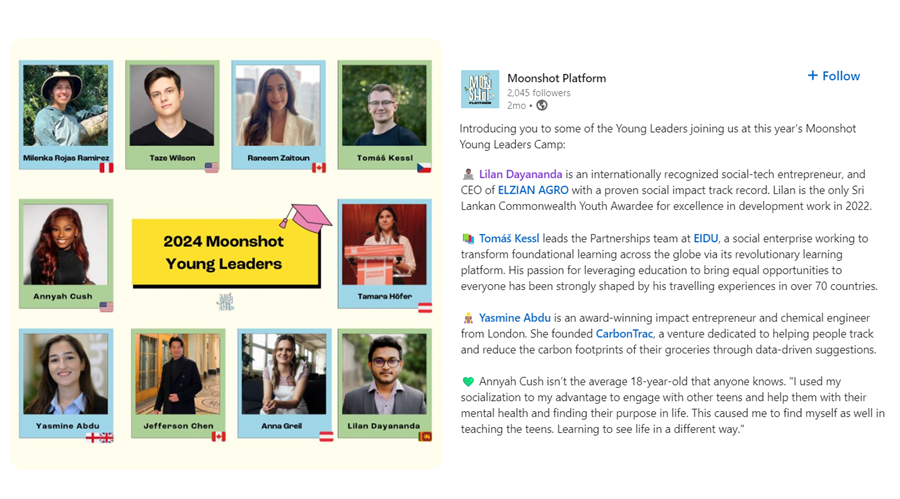 Milenka Rojas Ramirez
Taze Wilson
Raneem Zaitoun
Tomáš Kessl
Annyah Cush
2024 Moonshot
Young Leaders
Tamara Höfer
Yasmine Abdu
Jefferson Chen
Anna Greil
Lilan Dayananda
MOONSHOT
PLATFORM
Moonshot Platform
+ Follow
2,045 followers
2mo •
Introducing you to some of the Young Leaders joining us at this year's Moonshot
Young Leaders Camp:
Lilan Dayananda is an internationally recognized social-tech entrepreneur, and
CEO of ELZIAN AGRO with a proven social impact track record. Lilan is the only Sri
Lankan Commonwealth Youth Awardee for excellence in development work in 2022.
Tomáš Kessl leads the Partnerships team at EIDU, a social enterprise working to
transform foundational learning across the globe via its revolutionary learning
platform. His passion for leveraging education to bring equal opportunities to
everyone has been strongly shaped by his travelling experiences in over 70 countries.
Yasmine Abdu is an award-winning impact entrepreneur and chemical engineer
from London. She founded CarbonTrac, a venture dedicated to helping people track
and reduce the carbon footprints of their groceries through data-driven suggestions.
Annyah Cush isn't the average 18-year-old that anyone knows. "I used my
socialization to my advantage to engage with other teens and help them with their
mental health and finding their purpose in life. This caused me to find myself as well in
teaching the teens. Learning to see life in a different way."